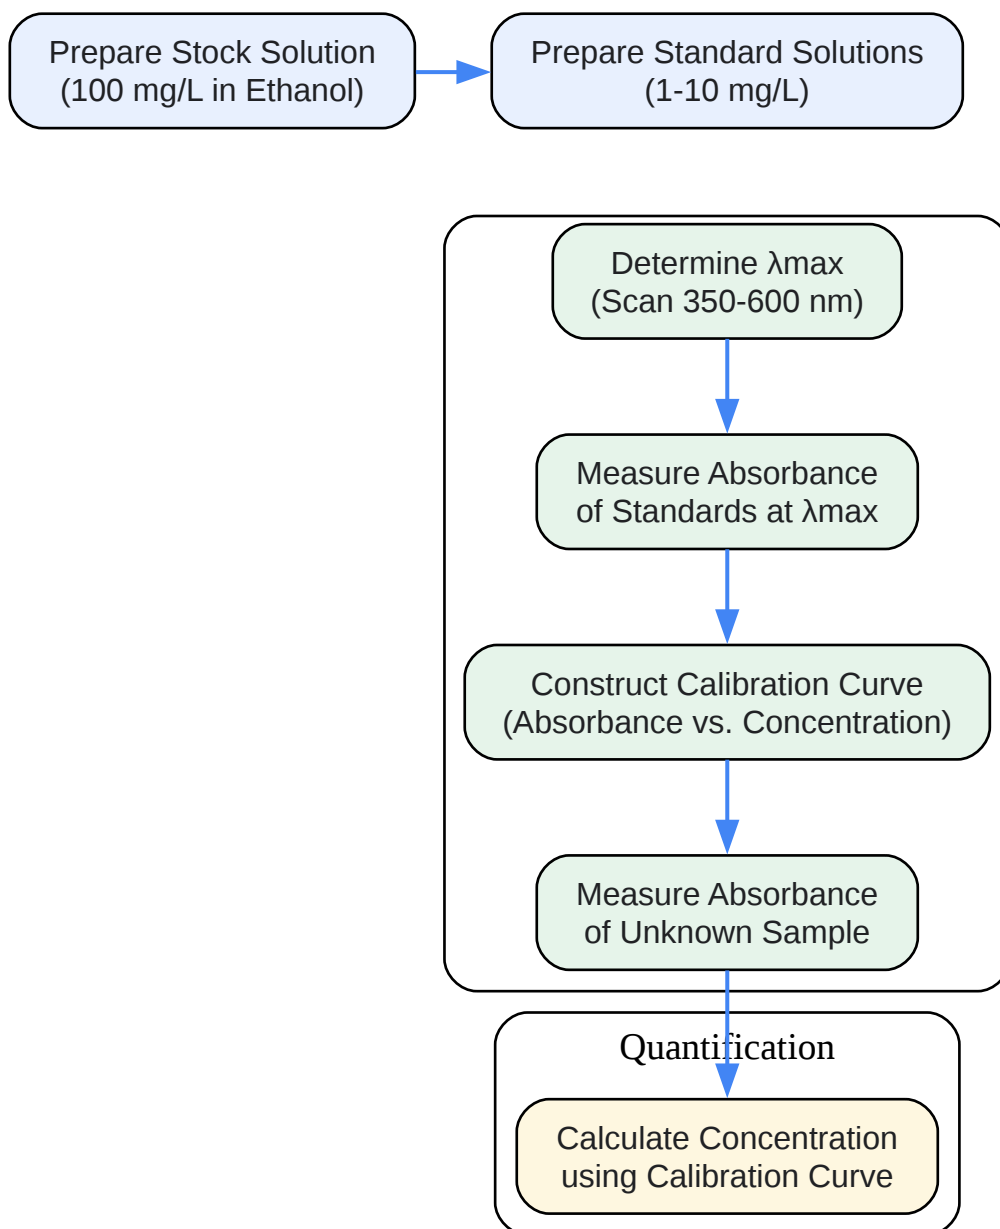 Prepare Stock Solution
(100 mg/L in Ethanol)
Prepare Standard Solutions
(1-10 mg/L)
Determine λmax
(Scan 350-600 nm)
Measure Absorbance
of Standards at λmax
Construct Calibration Curve
(Absorbance vs. Concentration)
Measure Absorbance
of Unknown Sample
Quantification
Calculate Concentration
using Calibration Curve